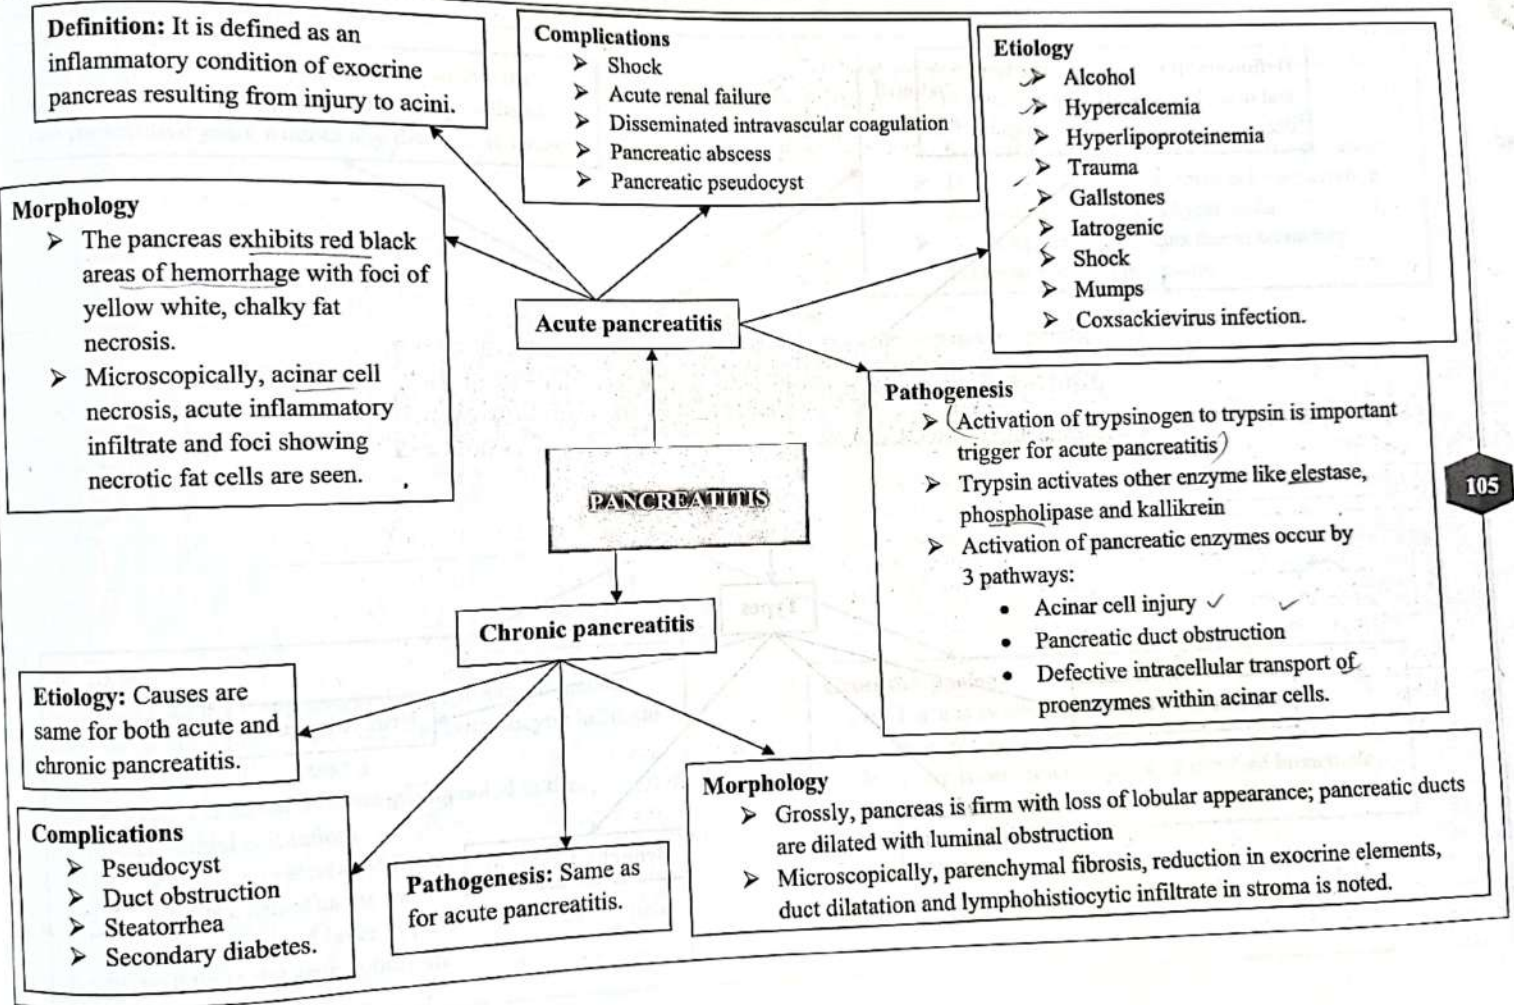 Definition: It is defined as an
inflammatory condition of exocrine
pancreas resulting from injury to acini.
Complications
➤ Shock
➤ Acute renal failure
➤ Disseminated intravascular coagulation
➤ Pancreatic abscess
➤ Pancreatic pseudocyst
Etiology
➤ Alcohol
➤ Hypercalcemia
➤ Hyperlipoproteinemia
➤ Trauma
➤ Gallstones
➤ Iatrogenic
➤ Shock
➤ Mumps
➤ Coxsackievirus infection.
Morphology
➤ The pancreas exhibits red black
areas of hemorrhage with foci of
yellow white, chalky fat
necrosis.
➤ Microscopically, acinar cell
necrosis, acute inflammatory
infiltrate and foci showing
necrotic fat cells are seen.
Acute pancreatitis
Pathogenesis
➤ Activation of trypsinogen to trypsin is important
trigger for acute pancreatitis
➤ Trypsin activates other enzyme like elestase,
phospholipase and kallikrein
➤ Activation of pancreatic enzymes occur by
3 pathways:
• Acinar cell injury
• Pancreatic duct obstruction
• Defective intracellular transport of
proenzymes within acinar cells.
105
PANCREATITIS
Chronic pancreatitis
Etiology: Causes are
same for both acute and
chronic pancreatitis.
Complications
➤ Pseudocyst
➤ Duct obstruction
➤ Steatorrhea
➤ Secondary diabetes.
Pathogenesis: Same as
for acute pancreatitis.
Morphology
➤ Grossly, pancreas is firm with loss of lobular appearance; pancreatic ducts
are dilated with luminal obstruction
➤ Microscopically, parenchymal fibrosis, reduction in exocrine elements,
duct dilatation and lymphohistiocytic infiltrate in stroma is noted.